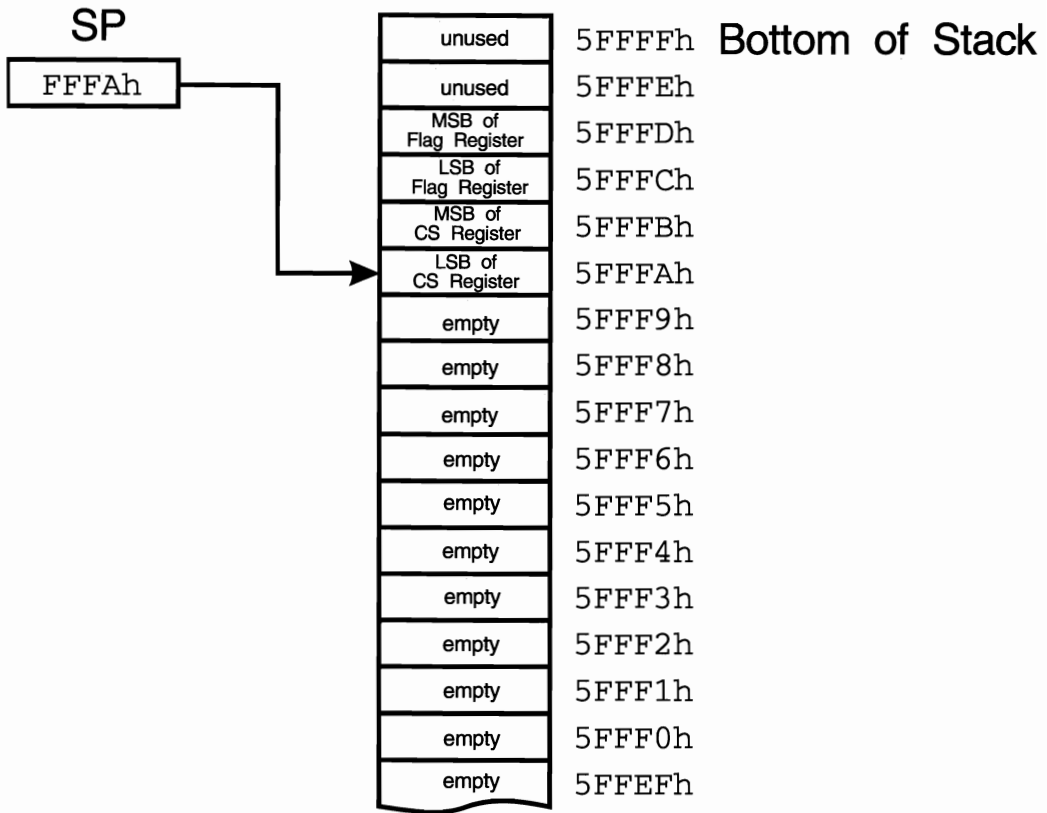 SP
FFFAh
unused 5FFFFh Bottom of Stack
unused 5FFFEh
MSB of
Flag Register 5FFFDh
LSB of
Flag Register 5FFFCh
MSB of
CS Register 5FFFBh
LSB of
CS Register 5FFFAh
empty 5FFF9h
empty 5FFF8h
empty 5FFF7h
empty 5FFF6h
empty 5FFF5h
empty 5FFF4h
empty 5FFF3h
empty 5FFF2h
empty 5FFF1h
empty 5FFF0h
empty 5FFEFh